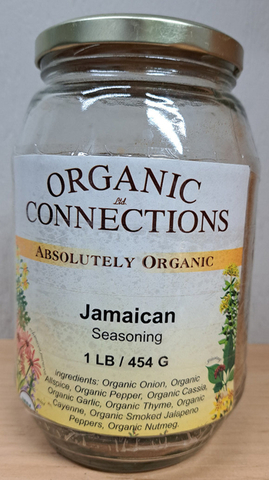 ORGANIC
Ltd.
CONNECTIONS
ABSOLUTELY ORGANIC
Jamaican
Seasoning
1 LB / 454 G
ingredients: Organic Onion, Organic
Allspice, Organic Pepper, Organic Cassia,
Organic Garlic, Organic Thyme, Organic
Cayenne, Organic Smoked Jalapeno
Peppers, Organic Nutmeg.